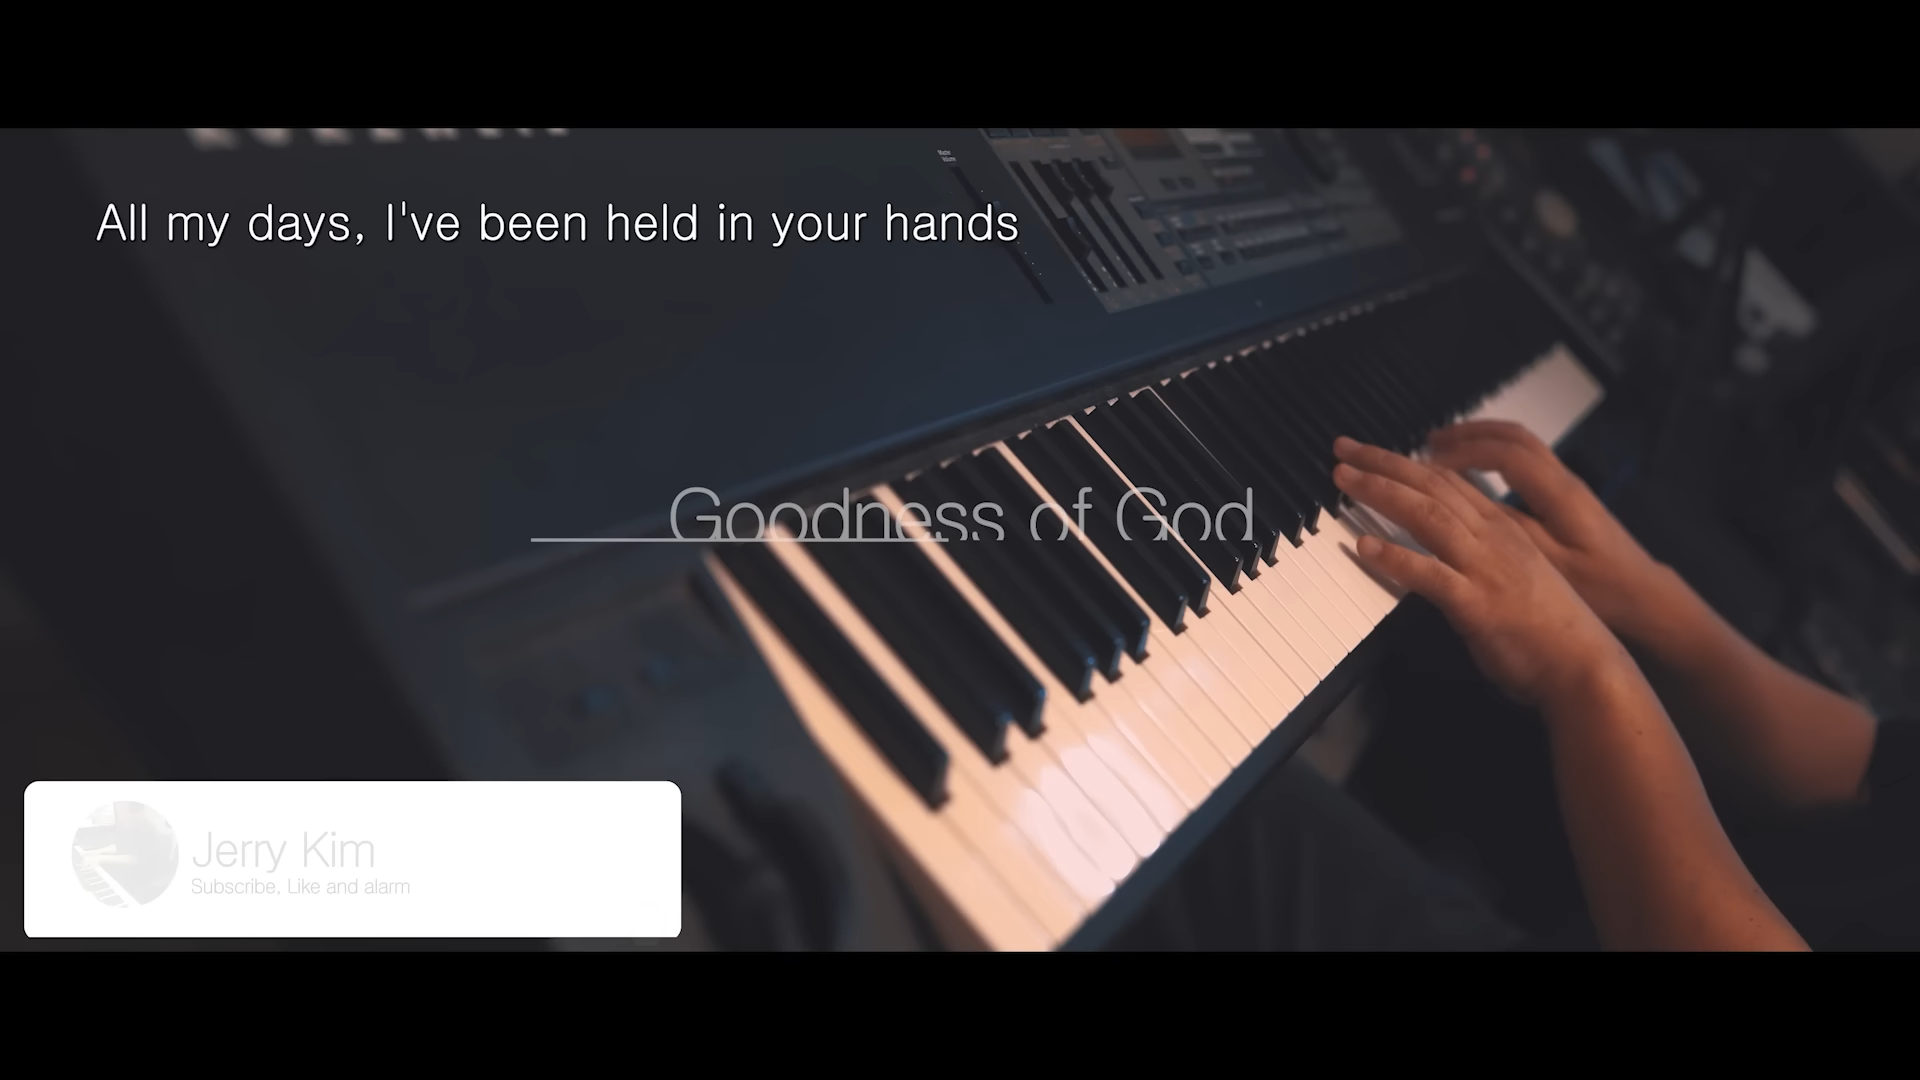 All my days, I've been held in your hands
Goodness of God
Jerry Kim
Subscribe, Like and alarm